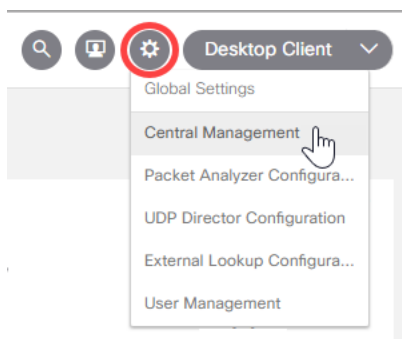 Desktop Client
Global Settings
Central Management
Packet Analyzer Configura...
UDP Director Configuration
External Lookup Configura...
User Management